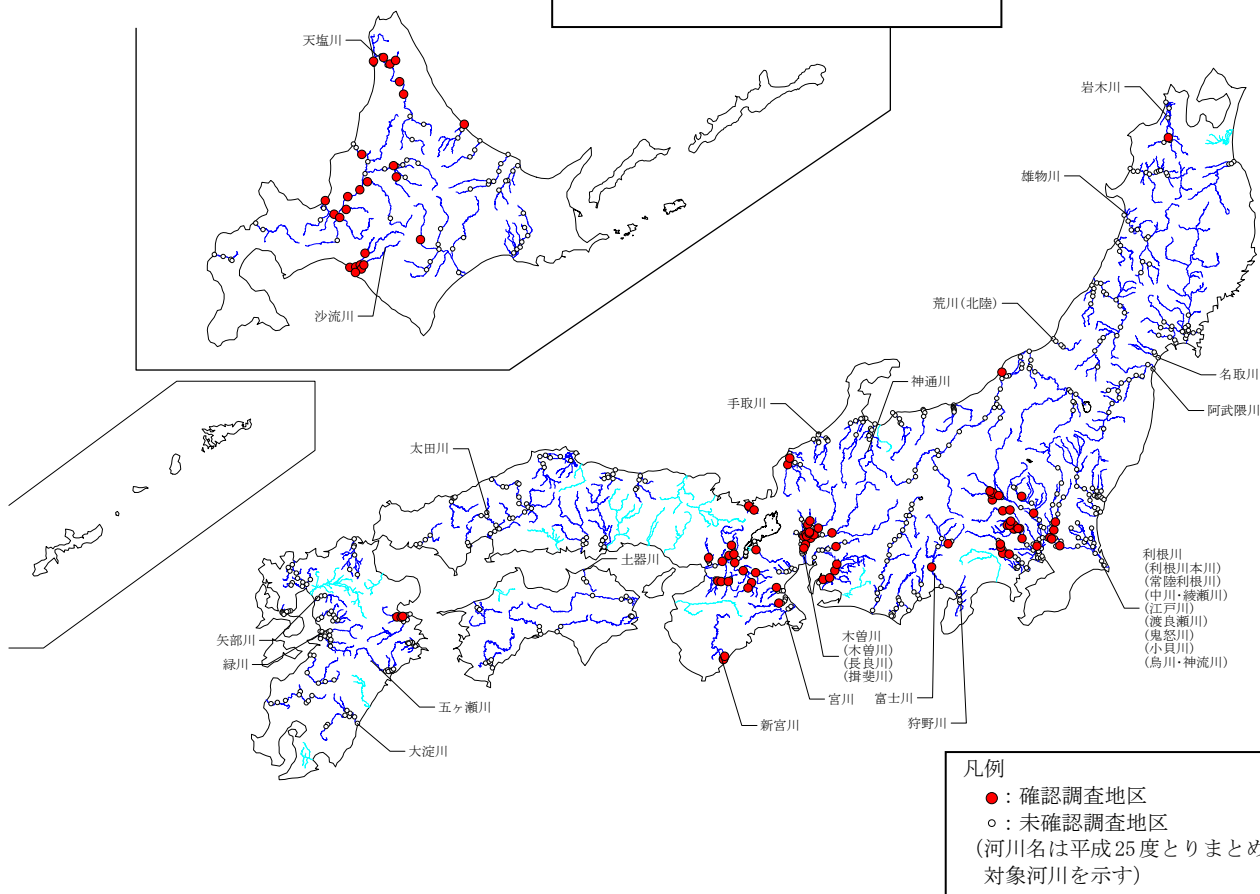 天塩川
岩木川
雄物川
沙流川
荒川(北陸)
名取川
阿武隈川
神通川
手取川
太田川
土器川
利根川
(利根川本川)
(常陸利根川)
(中川・綾瀬川)
(江戸川)
(渡良瀬川)
(鬼怒川)
(小貝川)
(烏川・神流川)
矢部川
緑川
木曽川
(木曽川)
(長良川)
(揖斐川)
宮川
富士川
五ヶ瀬川
新宮川
狩野川
大淀川
凡例
●：確認調査地区
○：未確認調査地区
(河川名は平成25度とりまとめ
対象河川を示す)